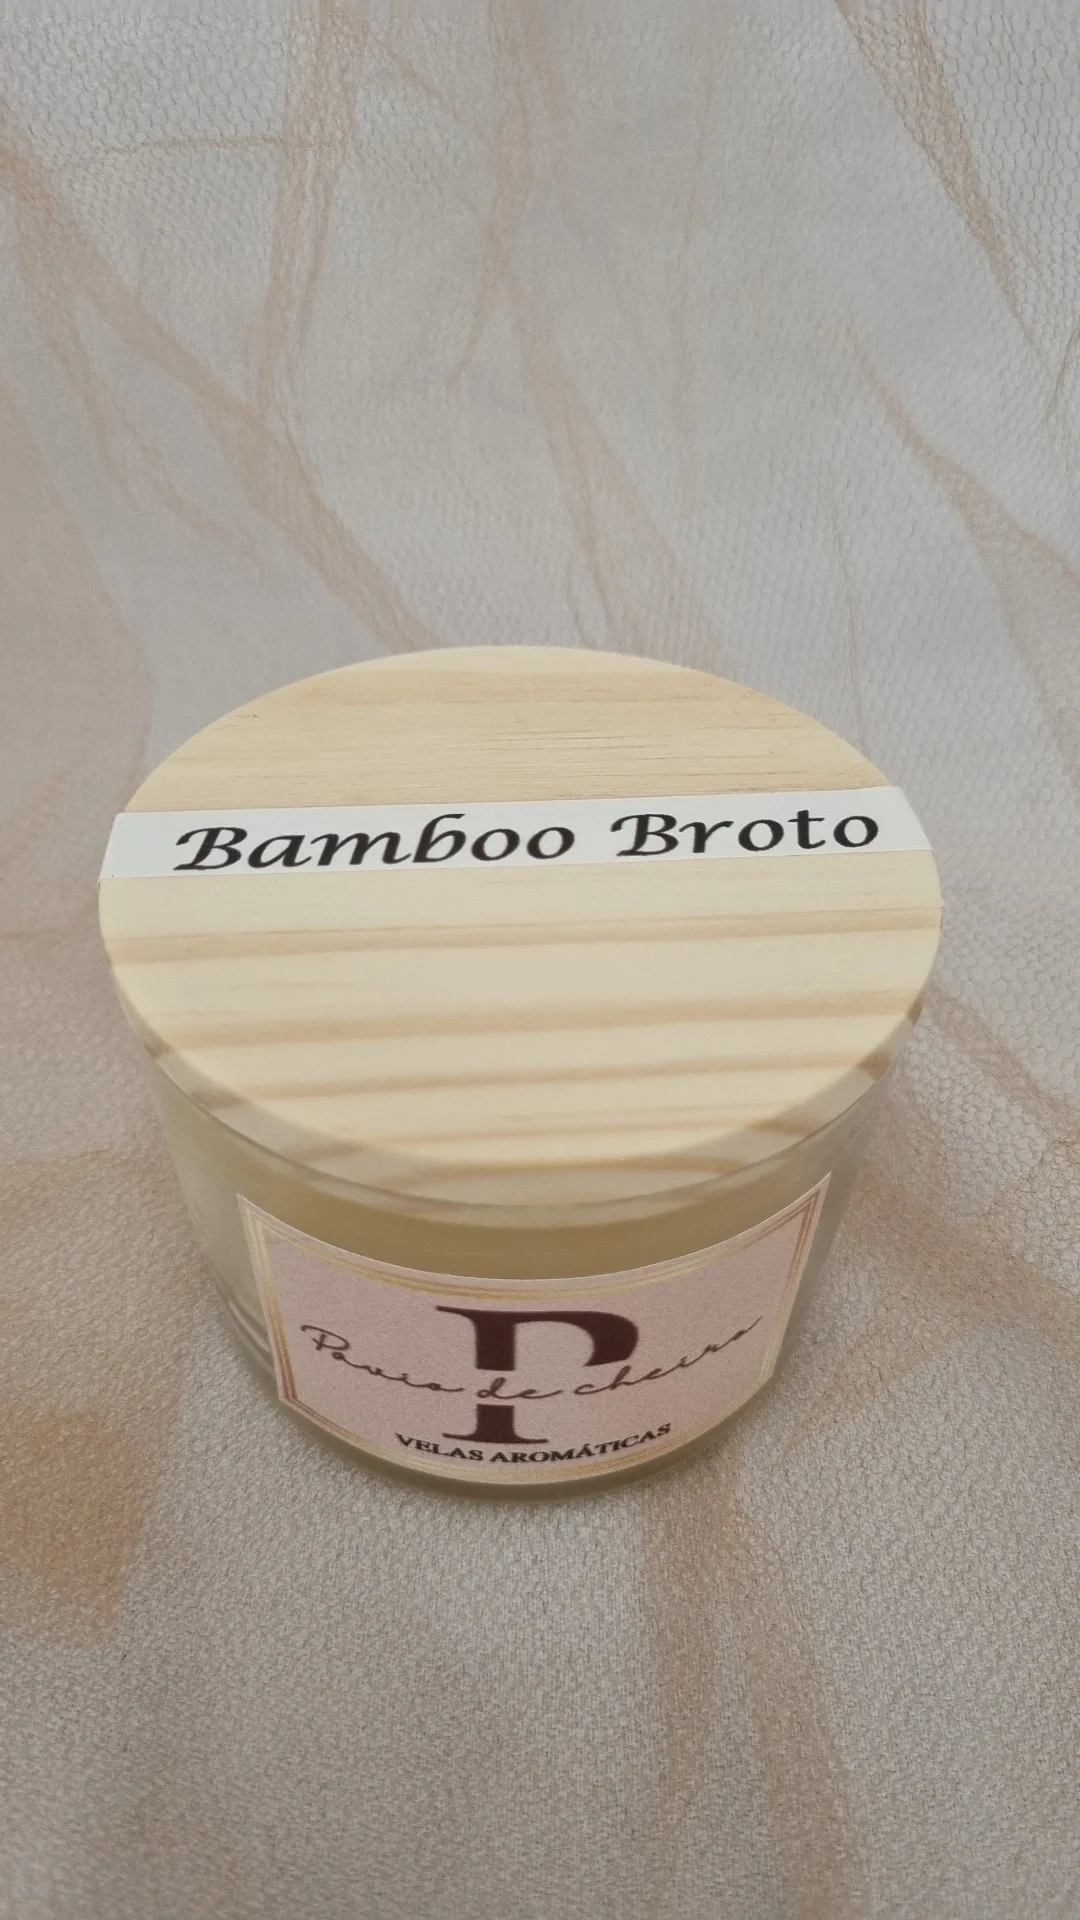 Bamboo Broto
P
Pavio de cheiro
VELAS AROMÁTICAS